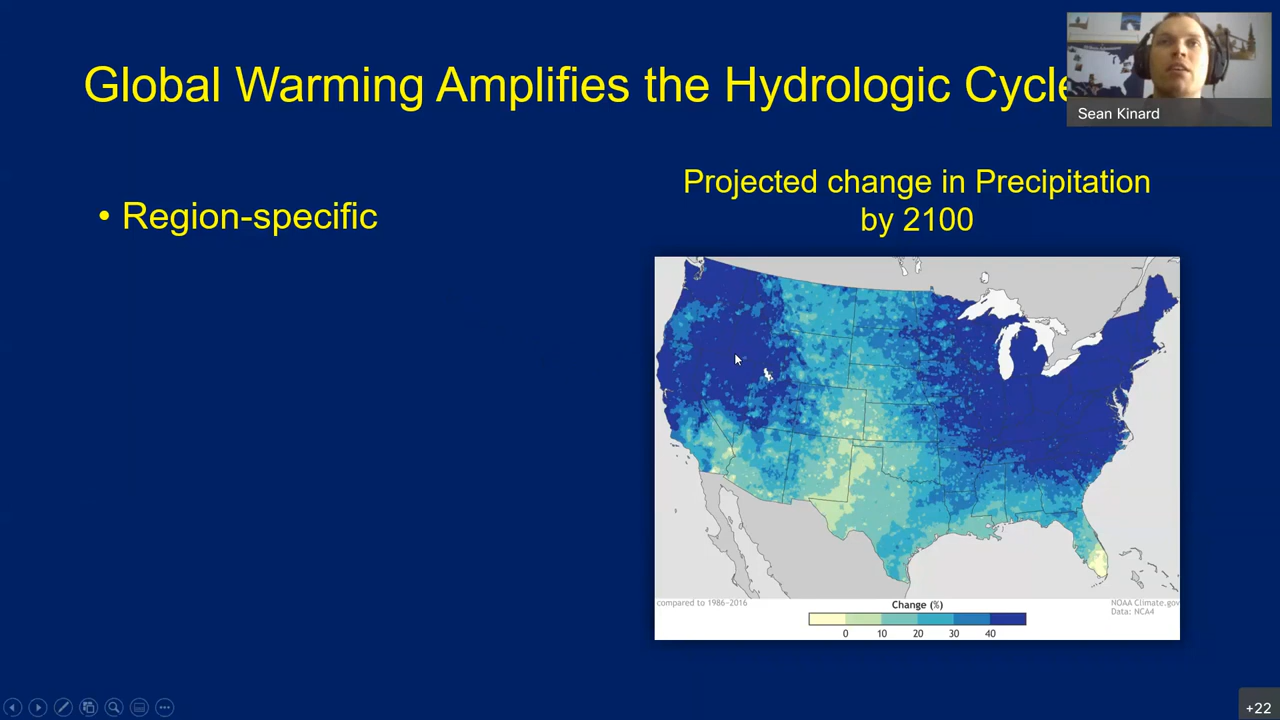 Global Warming Amplifies the Hydrologic Cycle
Sean Kinard
• Region-specific
Projected change in Precipitation
by 2100
compared to 1986–2016
Change (%)
0 10 20 30 40
NOAA Climate.gov
Data: NCA4
+22